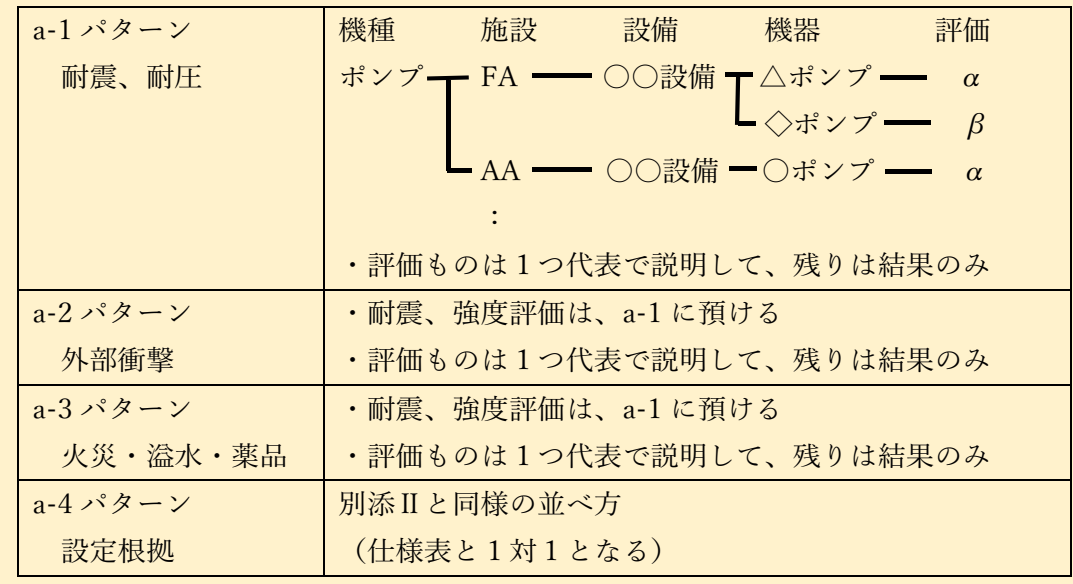 a-1 パターン
耐震、耐圧
機種 施設 設備 機器 評価
ポンプ FA ○○設備 △ポンプ α
◇ポンプ β
AA ○○設備 ○ポンプ α
：
・評価ものは１つ代表で説明して、残りは結果のみ
a-2 パターン
外部衝撃
・耐震、強度評価は、a-1 に預ける
・評価ものは１つ代表で説明して、残りは結果のみ
a-3 パターン
火災・溢水・薬品
・耐震、強度評価は、a-1 に預ける
・評価ものは１つ代表で説明して、残りは結果のみ
a-4 パターン
設定根拠
別添Ⅱと同様の並べ方
（仕様表と１対１となる）